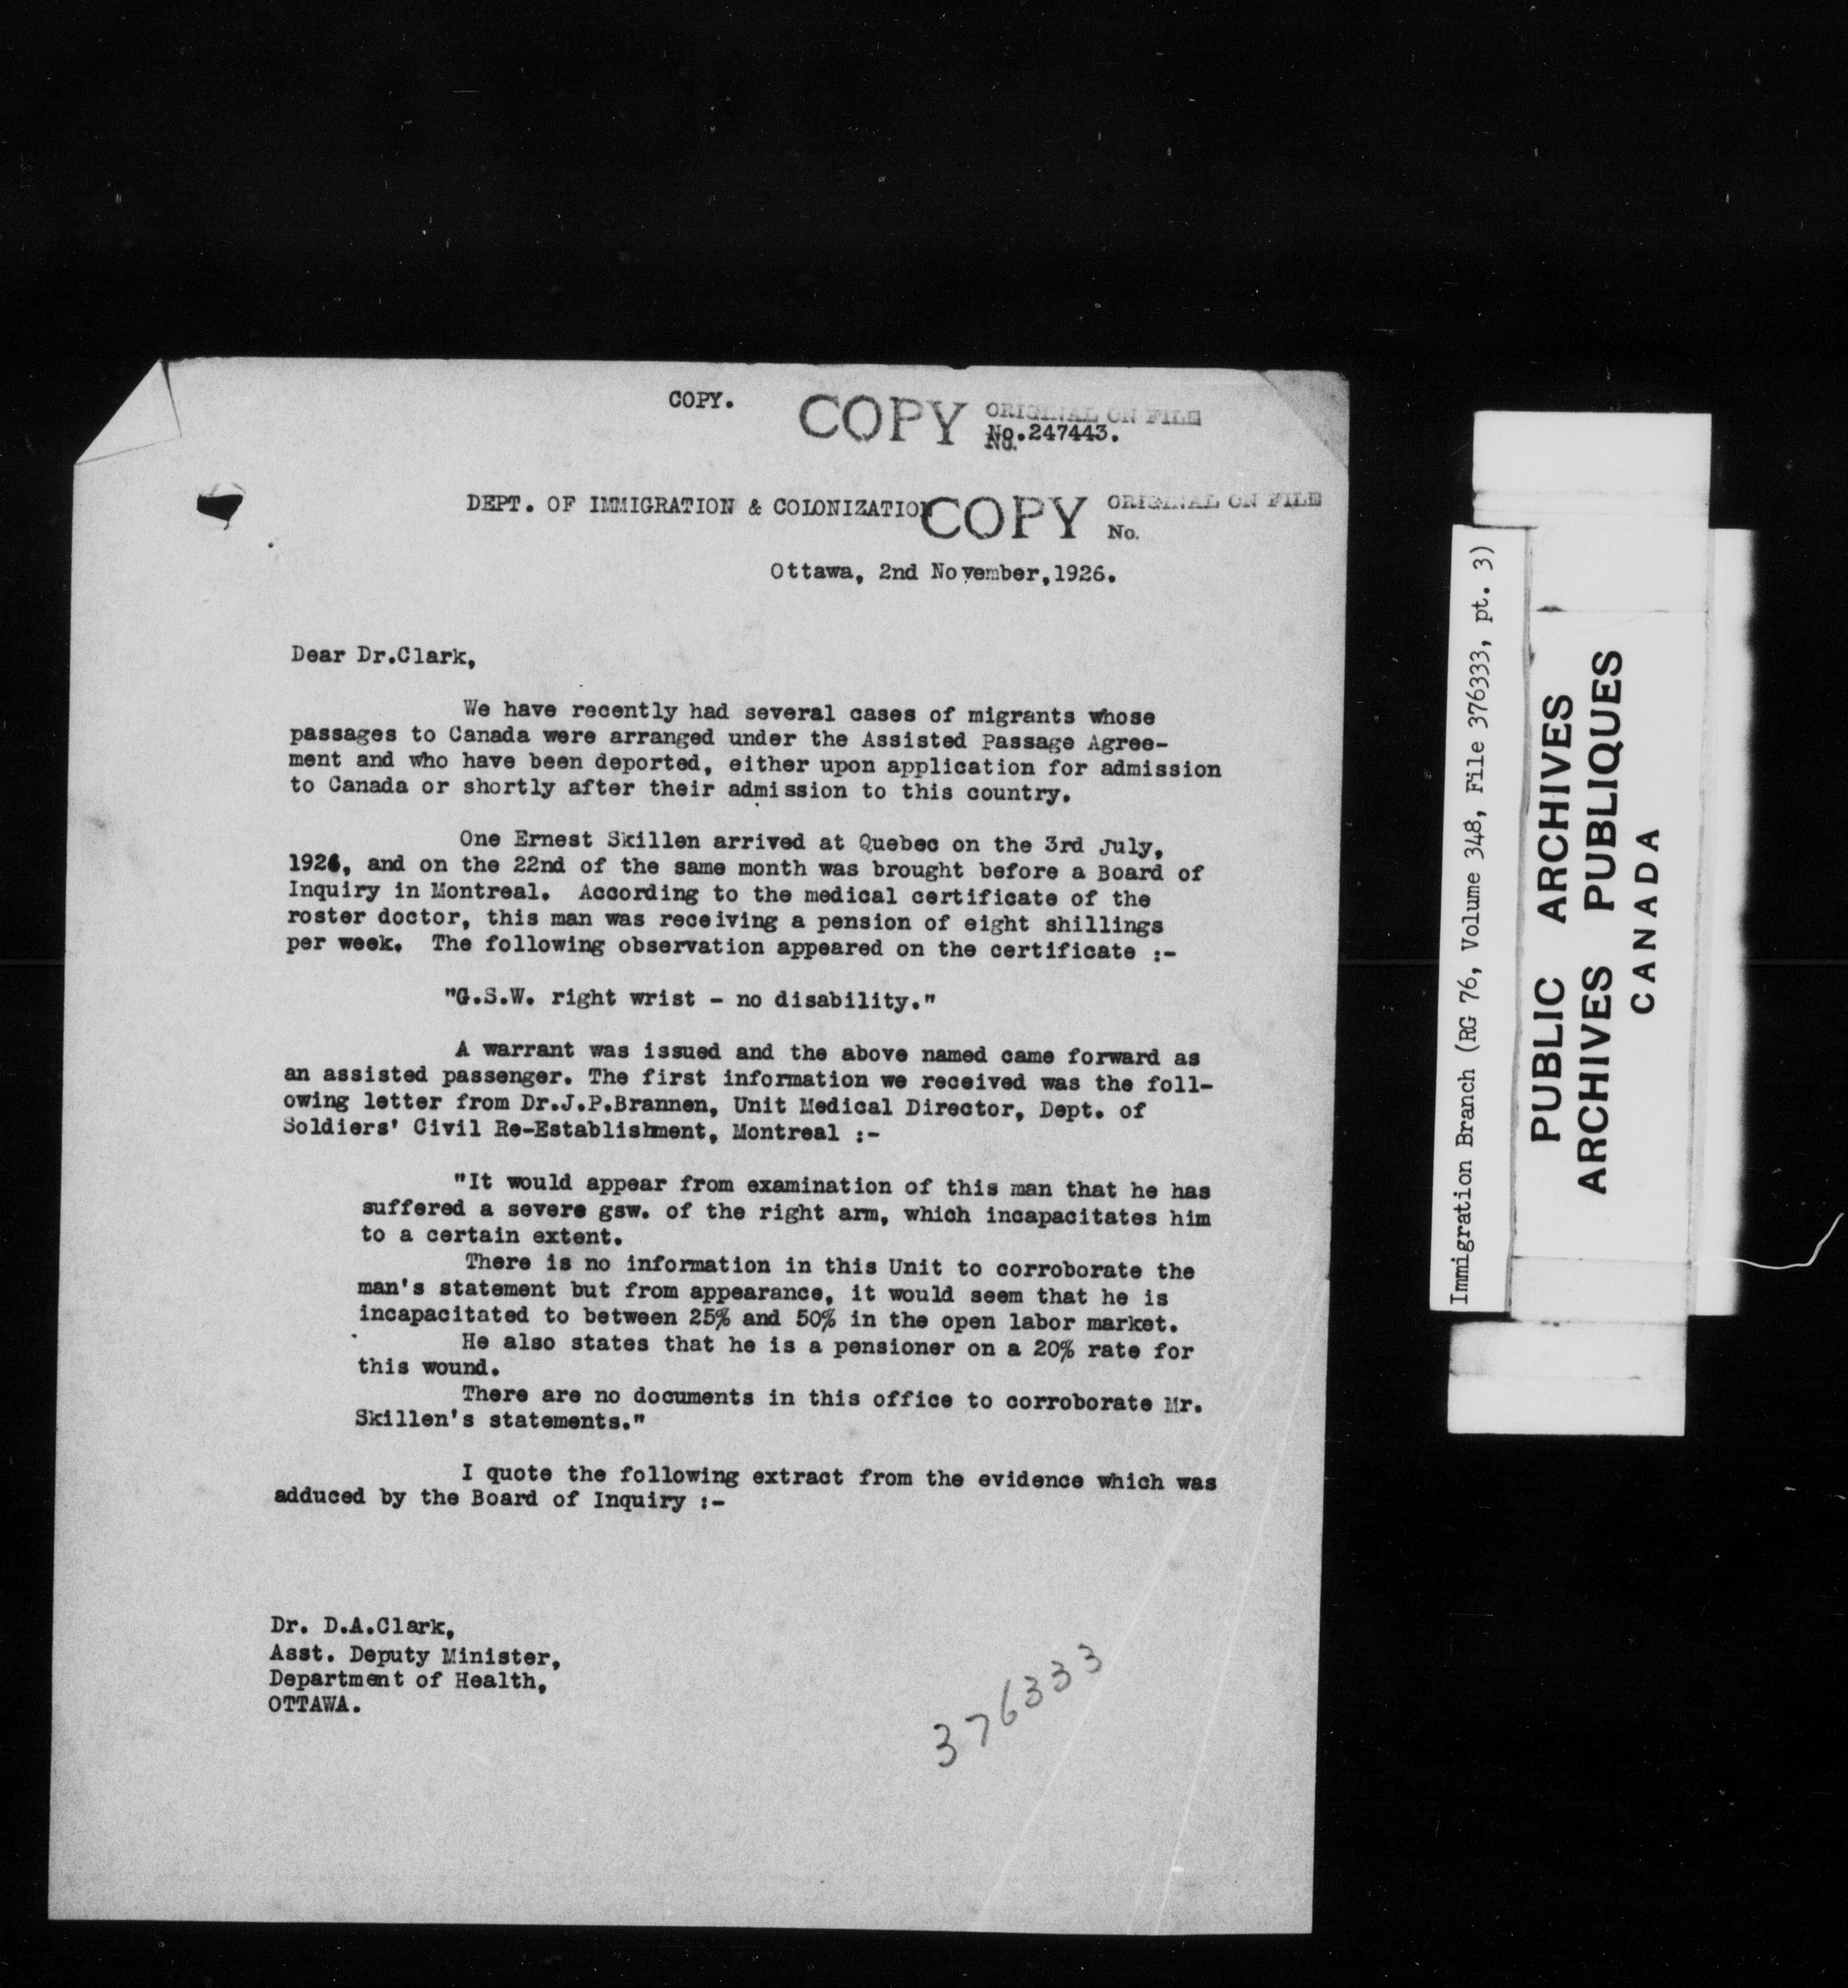 COPY.
COPY ORIGINAL ON FILE
No.
No.247443.
DEPT. OF IMMIGRATION & COLONIZATION
COPY ORIGINAL ON FILE
No.
Ottawa, 2nd November,1926.
Dear Dr.Clark,
We have recently had several cases of migrants whose
passages to Canada were arranged under the Assisted Passage Agree-
ment and who have been deported, either upon application for admission
to Canada or shortly after their admission to this country.
One Ernest Skillen arrived at Quebec on the 3rd July,
1926, and on the 22nd of the same month was brought before a Board of
Inquiry in Montreal. According to the medical certificate of the
roster doctor, this man was receiving a pension of eight shillings
per week. The following observation appeared on the certificate :-
"G.S.W. right wrist - no disability."
A warrant was issued and the above named came forward as
an assisted passenger. The first information we received was the foll-
owing letter from Dr.J.P.Brannen, Unit Medical Director, Dept. of
Soldiers' Civil Re-Establishment, Montreal :-
"It would appear from examination of this man that he has
suffered a severe gsw. of the right arm, which incapacitates him
to a certain extent.
There is no information in this Unit to corroborate the
man's statement but from appearance, it would seem that he is
incapacitated to between 25% and 50% in the open labor market.
He also states that he is a pensioner on a 20% rate for
this wound.
There are no documents in this office to corroborate Mr.
Skillen's statements."
I quote the following extract from the evidence which was
adduced by the Board of Inquiry :-
Dr. D.A.Clark,
Asst. Deputy Minister,
Department of Health,
OTTAWA.
376333
Immigration Branch (RG 76, Volume 348, File 376333, pt. 3)
PUBLIC ARCHIVES
ARCHIVES PUBLIQUES
CANADA